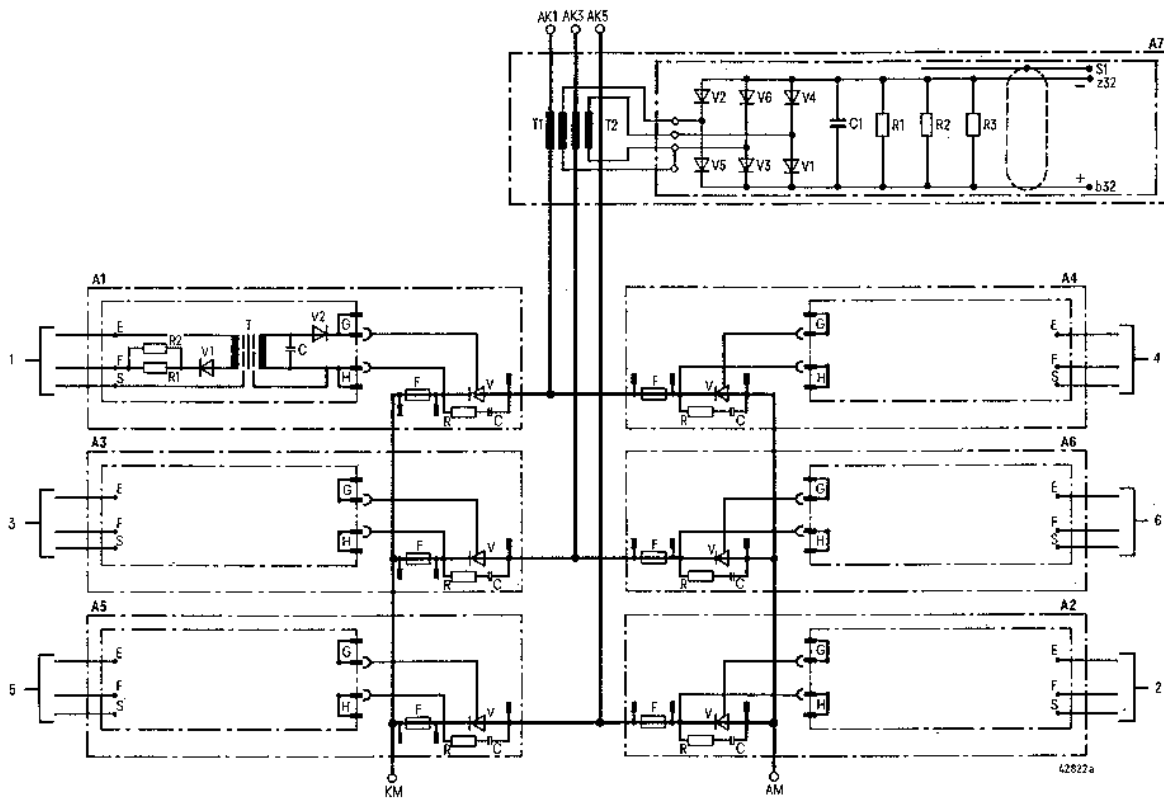 AK1 AK3 AK5
A7
S1
z32
−
V2 V6 V4
T1 T2
C1 R1 R2 R3
V5 V3 V1
+
b32
A1
A4
V2
E
T
G
R2
V1
C
1
F
R1
S
H
F
V
R
C
G
E
4
F
S
H
F
V
R
C
A3
A6
E
G
3
F
S
H
F
V
R
C
G
E
6
F
S
H
F
V
R
C
A5
A2
E
G
5
F
S
H
F
V
R
C
G
E
2
F
S
H
F
V
R
C
42822a
KM
AM